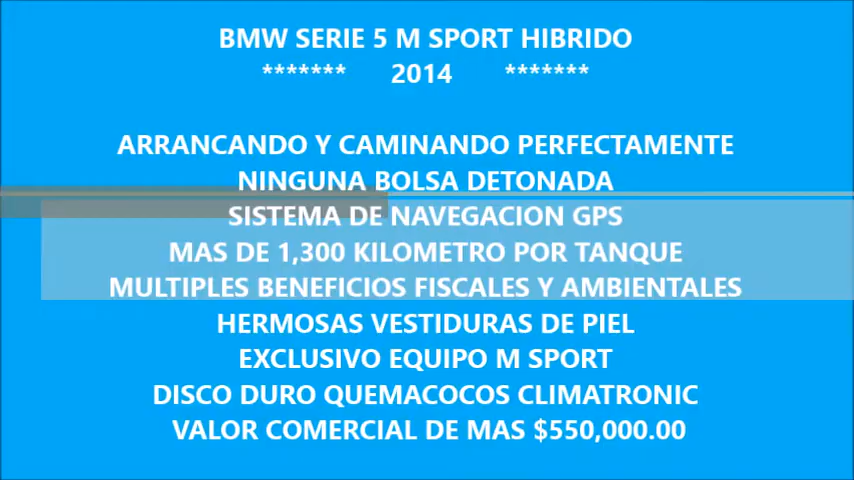 BMW SERIE 5 M SPORT HIBRIDO
******* 2014 *******
ARRANCANDO Y CAMINANDO PERFECTAMENTE
NINGUNA BOLSA DETONADA
SISTEMA DE NAVEGACION GPS
MAS DE 1,300 KILOMETRO POR TANQUE
MULTIPLES BENEFICIOS FISCALES Y AMBIENTALES
HERMOSAS VESTIDURAS DE PIEL
EXCLUSIVO EQUIPO M SPORT
DISCO DURO QUEMACOCOS CLIMATRONIC
VALOR COMERCIAL DE MAS $550,000.00